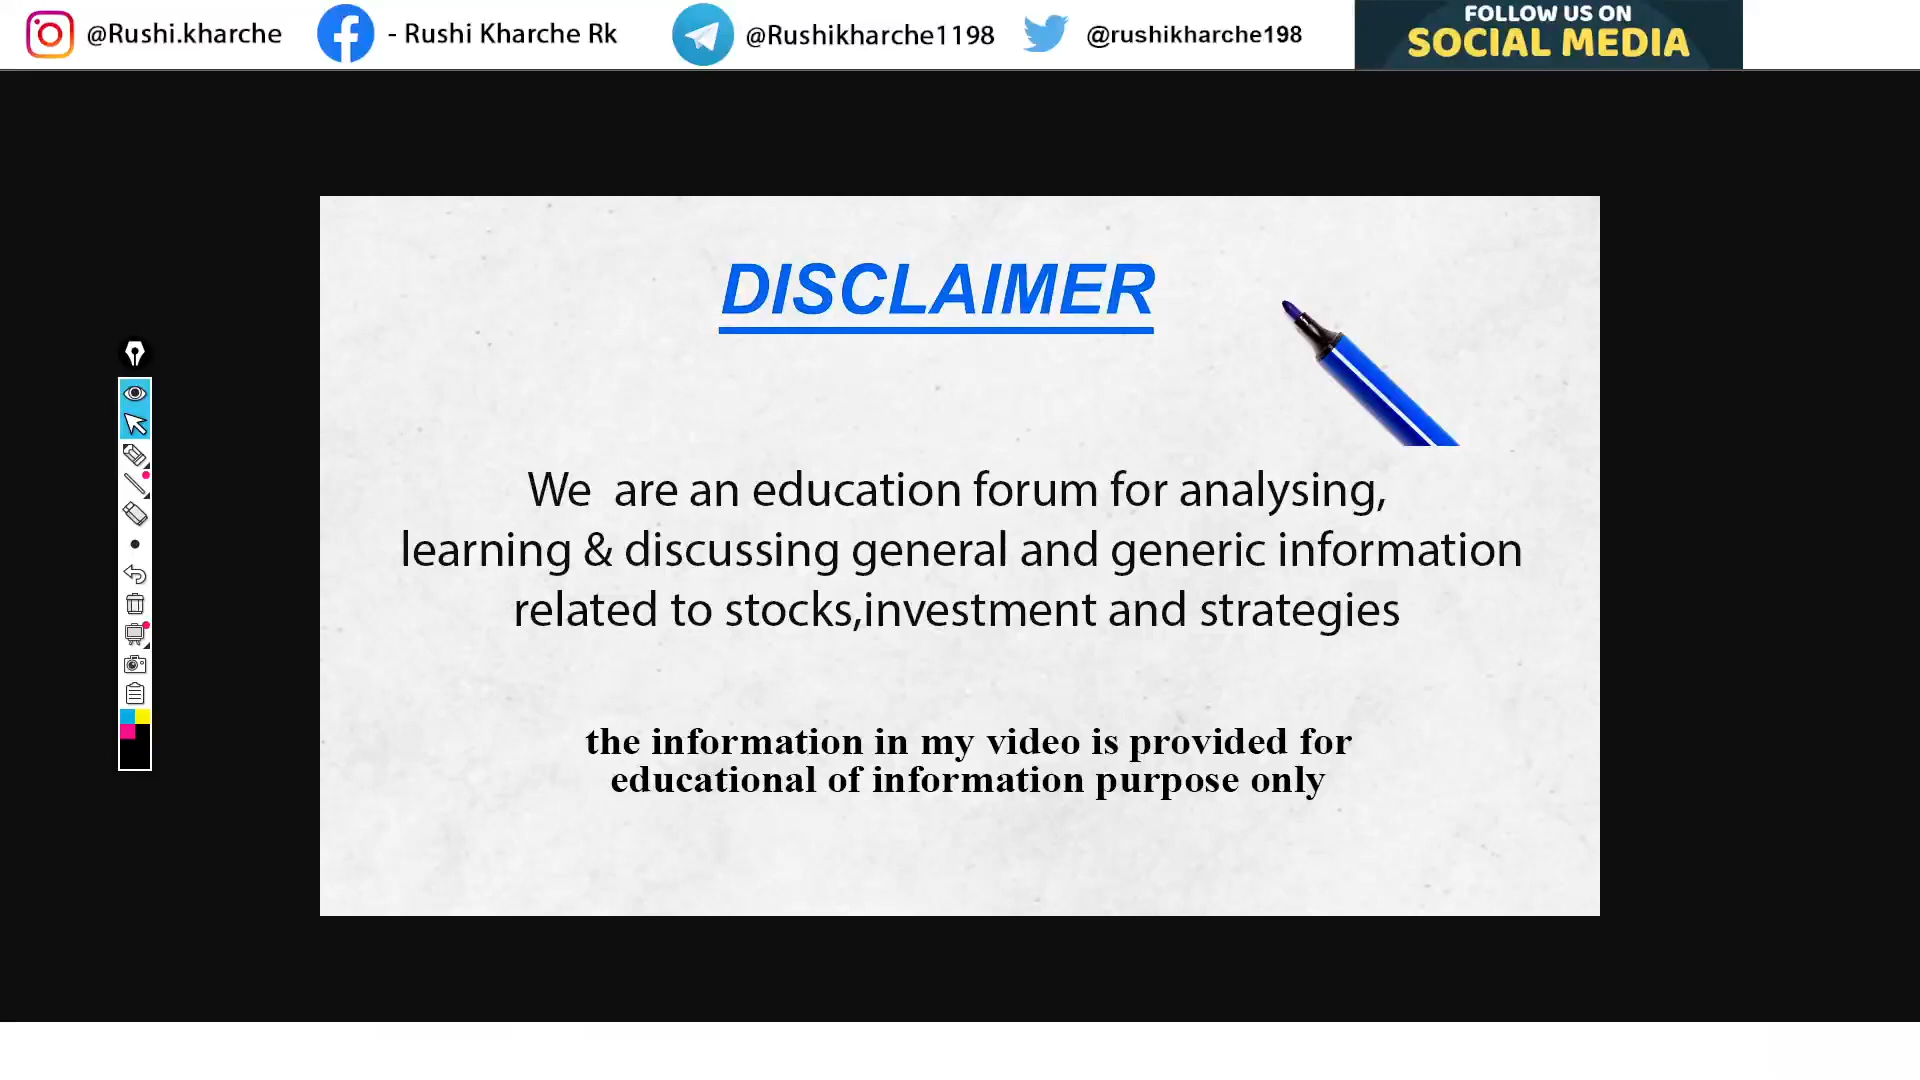 @Rushi.kharche - Rushi Kharche Rk @Rushikharche1198 @rushikharche198 FOLLOW US ON
SOCIAL MEDIA
DISCLAIMER
We are an education forum for analysing,
learning & discussing general and generic information
related to stocks,investment and strategies
the information in my video is provided for
educational of information purpose only